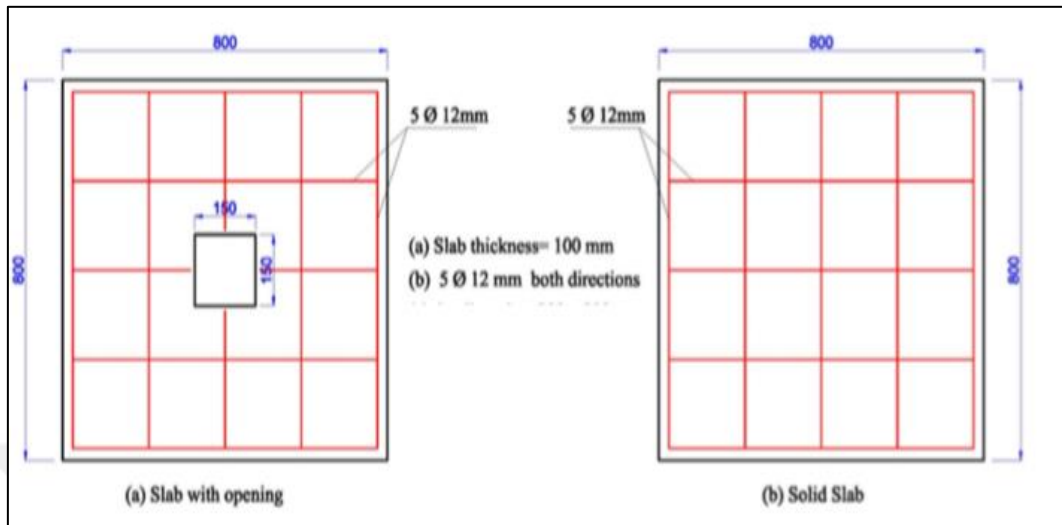 800
800
5 Ø 12mm
5 Ø 12mm
150
150
800
800
(a) Slab thickness= 100 mm
(b) 5 Ø 12 mm both directions
(a) Slab with opening
(b) Solid Slab